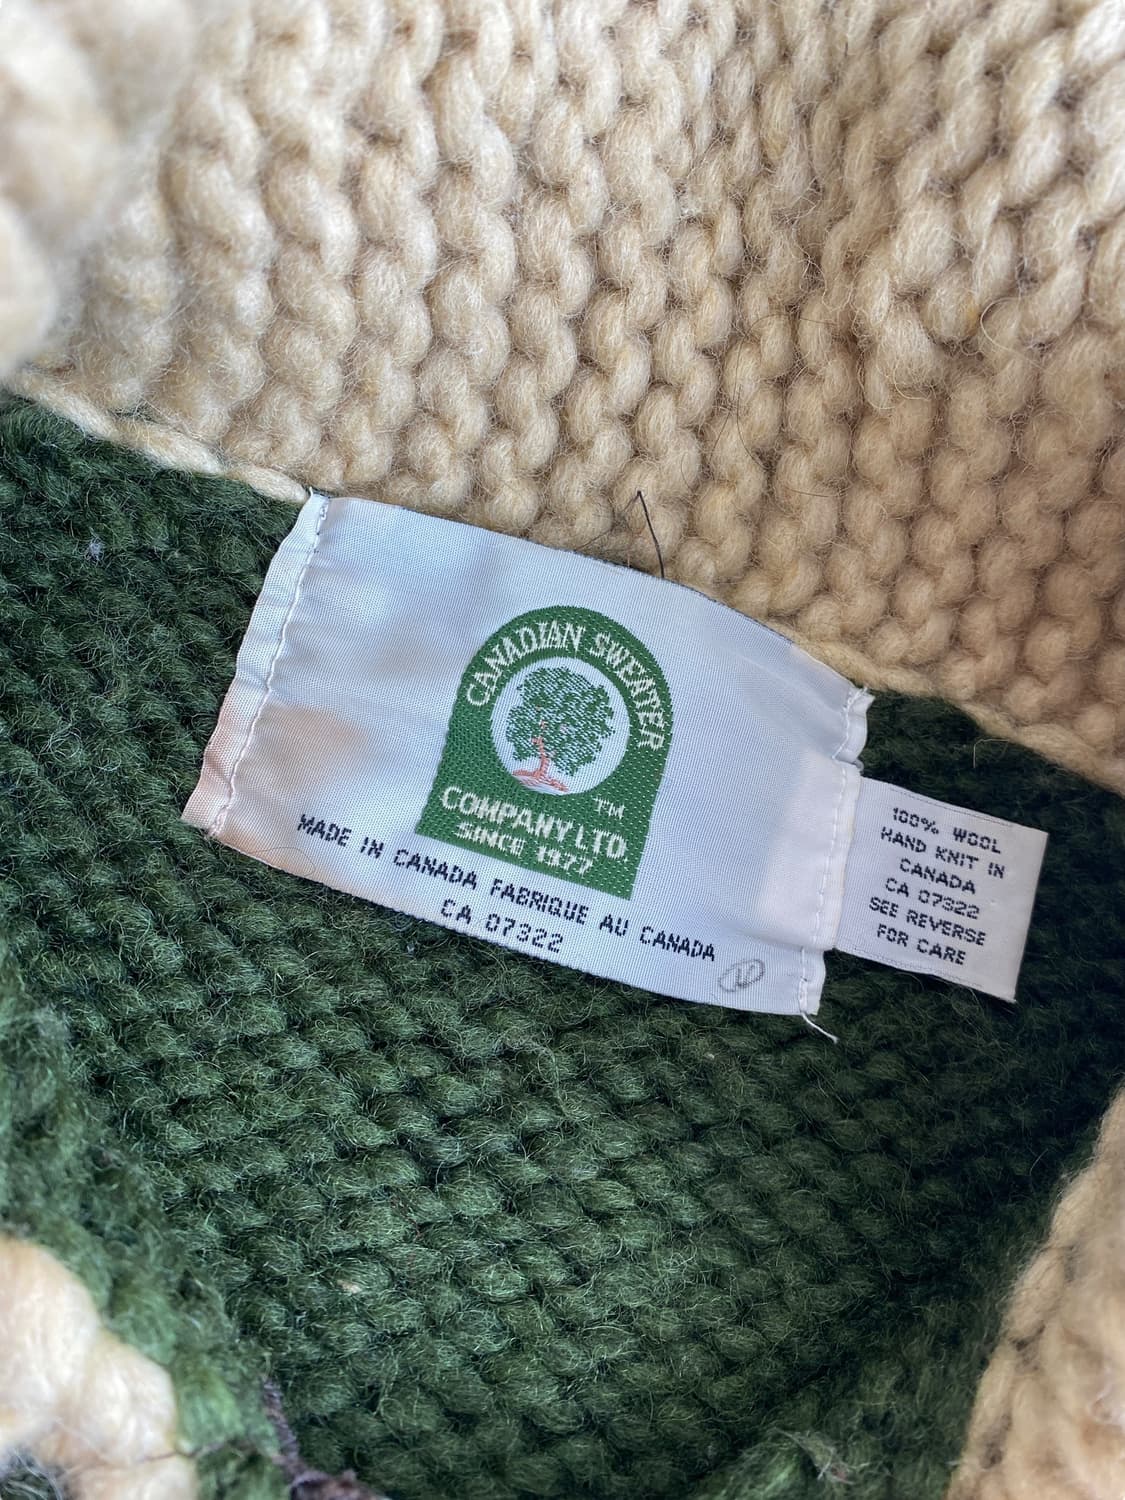 CANADIAN SWEATER
COMPANY LTD.
™
SINCE 1977
MADE IN CANADA FABRIQUE AU CANADA
CA 07322
100% WOOL
HAND KNIT IN
CANADA
CA 07322
SEE REVERSE
FOR CARE